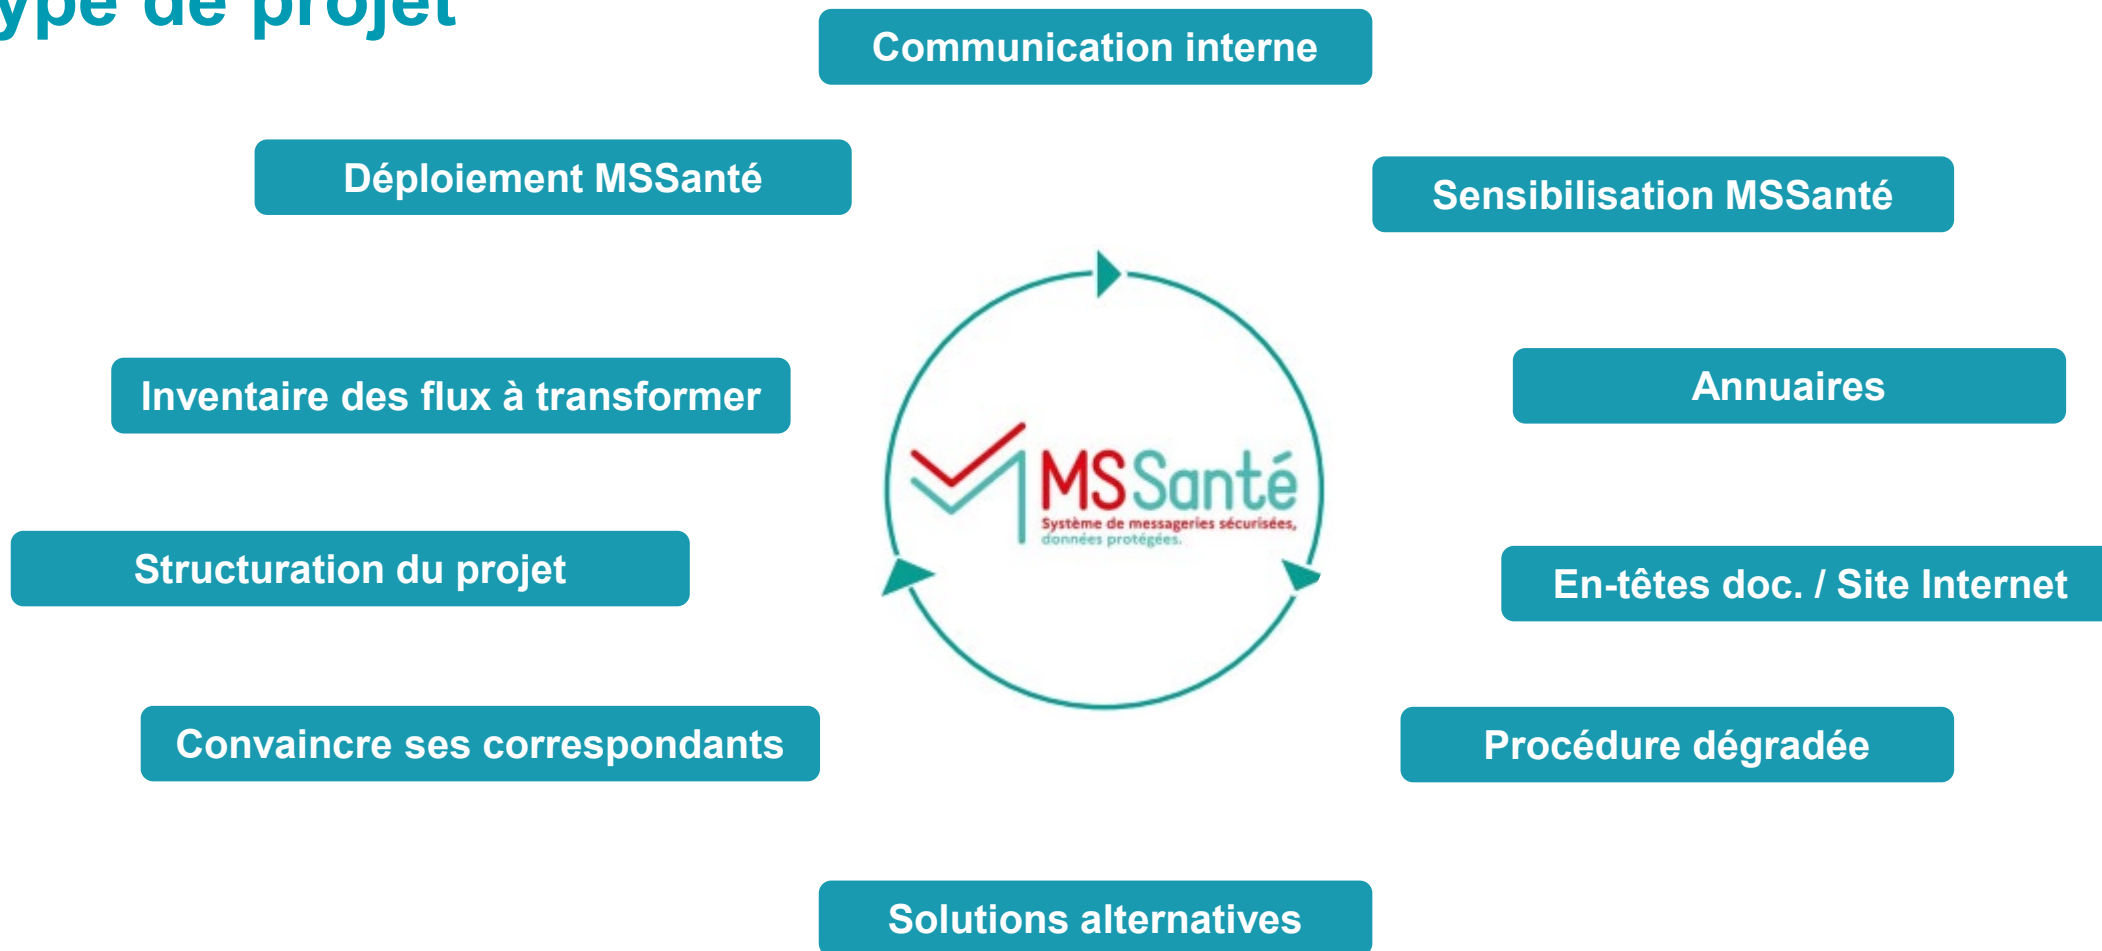 ype de projet
Communication interne
Déploiement MSSanté
Sensibilisation MSSanté
Inventaire des flux à transformer
Annuaires
MSSanté
Système de messageries sécurisées,
données protégées.
Structuration du projet
En-têtes doc. / Site Internet
Convaincre ses correspondants
Procédure dégradée
Solutions alternatives